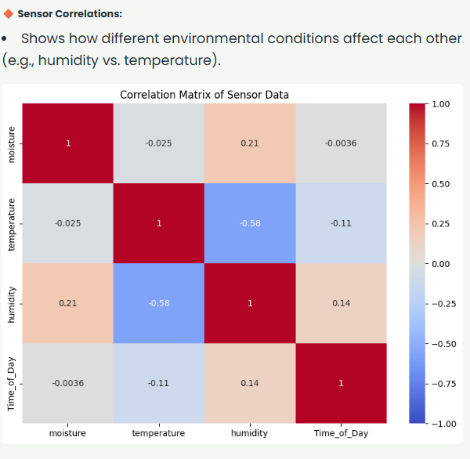 🔸 Sensor Correlations:
• Shows how different environmental conditions affect each other
(e.g., humidity vs. temperature).
Correlation Matrix of Sensor Data
moisture 1 -0.025 0.21 -0.0036
temperature -0.025 1 -0.58 -0.11
humidity 0.21 -0.58 1 0.14
Time_of_Day -0.0036 -0.11 0.14 1
moisture temperature humidity Time_of_Day
1.00
0.75
0.50
0.25
0.00
−0.25
−0.50
−0.75
−1.00